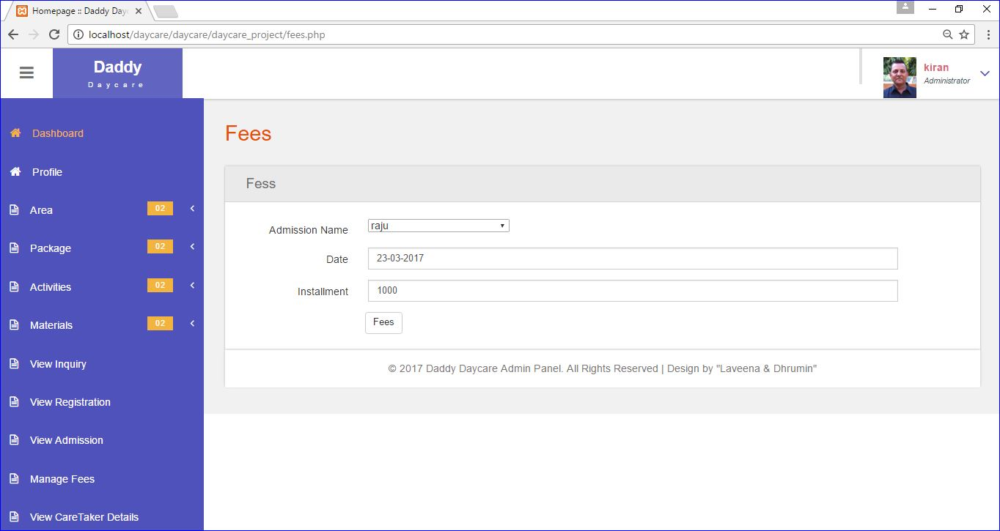 Homepage :: Daddy Day
localhost/daycare/daycare/daycare_project/fees.php
Daddy
Daycare
kiran
Administrator
Dashboard
Profile
Area 02
Package 02
Activities 02
Materials 02
View Inquiry
View Registration
View Admission
Manage Fees
View CareTaker Details
Fees
Fess
Admission Name raju
Date 23-03-2017
Installment 1000
Fees
© 2017 Daddy Daycare Admin Panel. All Rights Reserved | Design by "Laveena & Dhrumin"